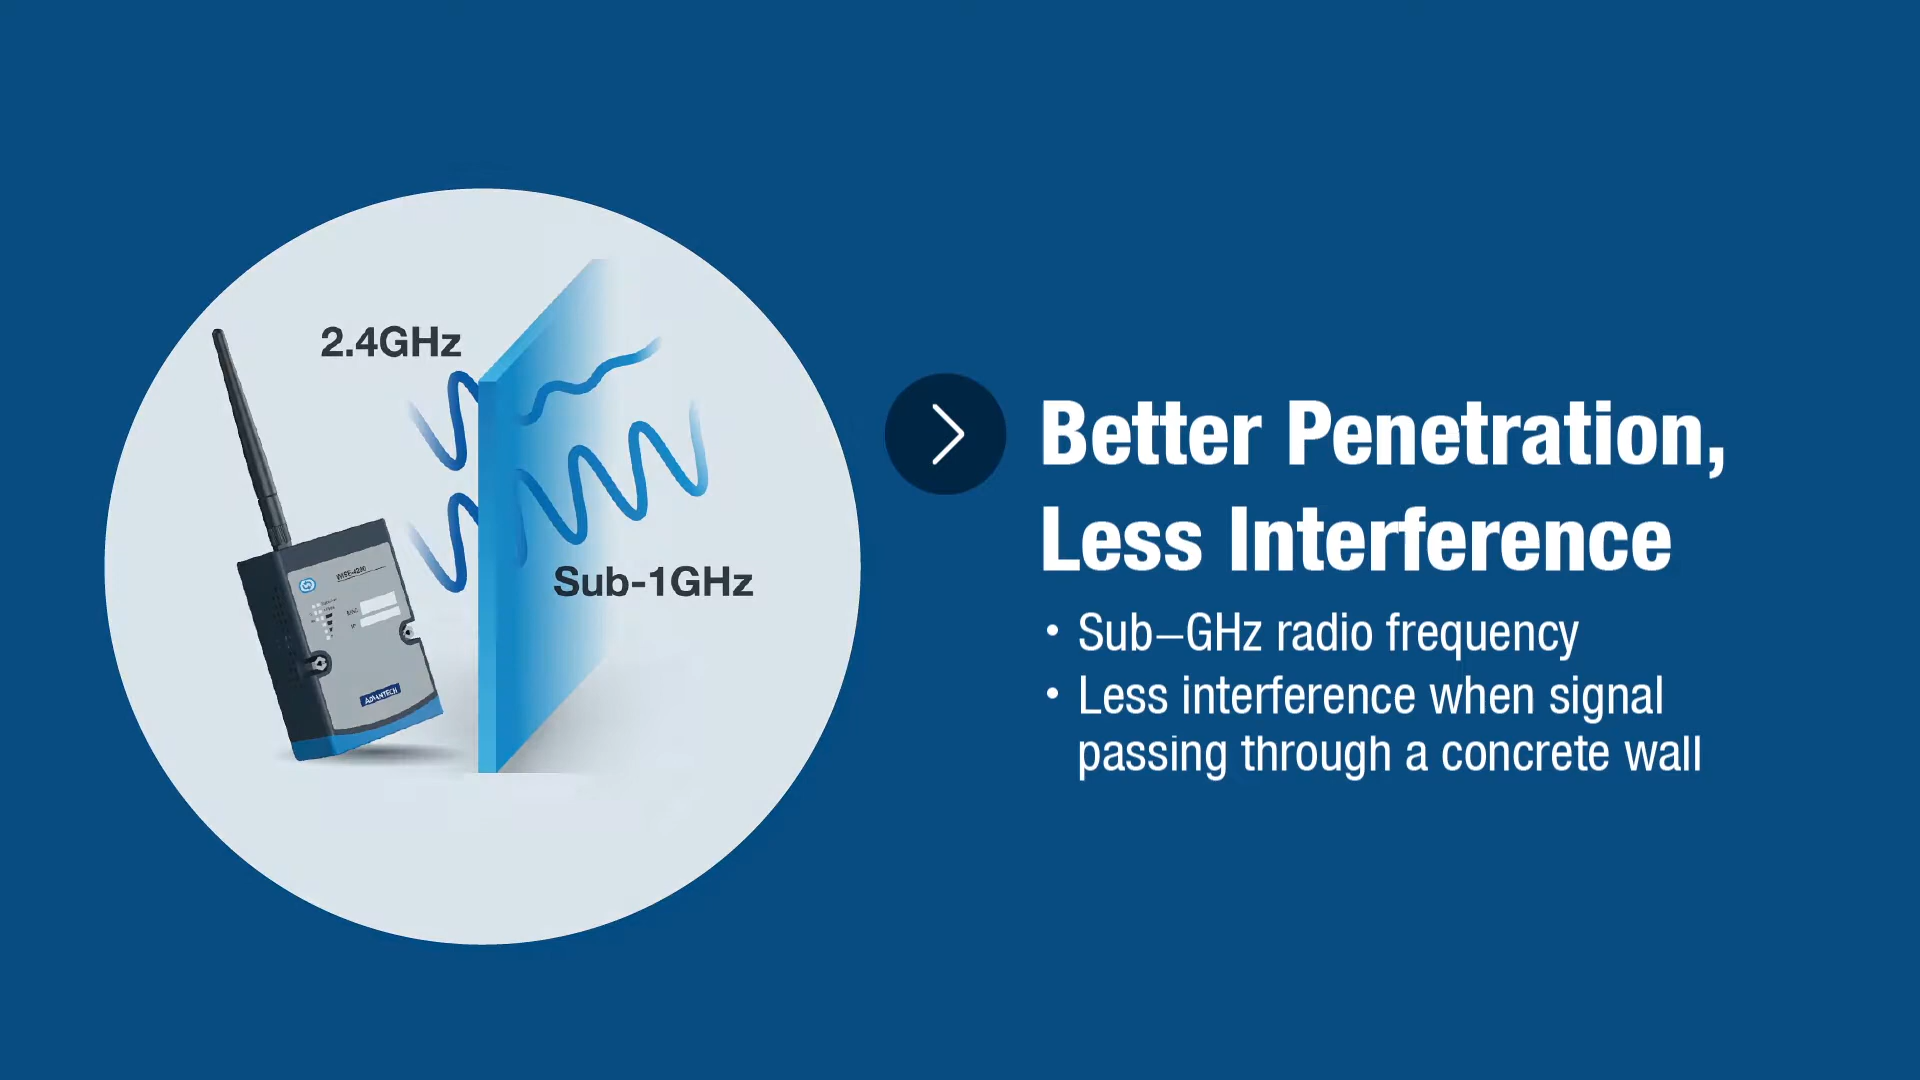 2.4GHz
Sub-1GHz
ADVANTECH
Better Penetration,
Less Interference
• Sub–GHz radio frequency
• Less interference when signal
passing through a concrete wall